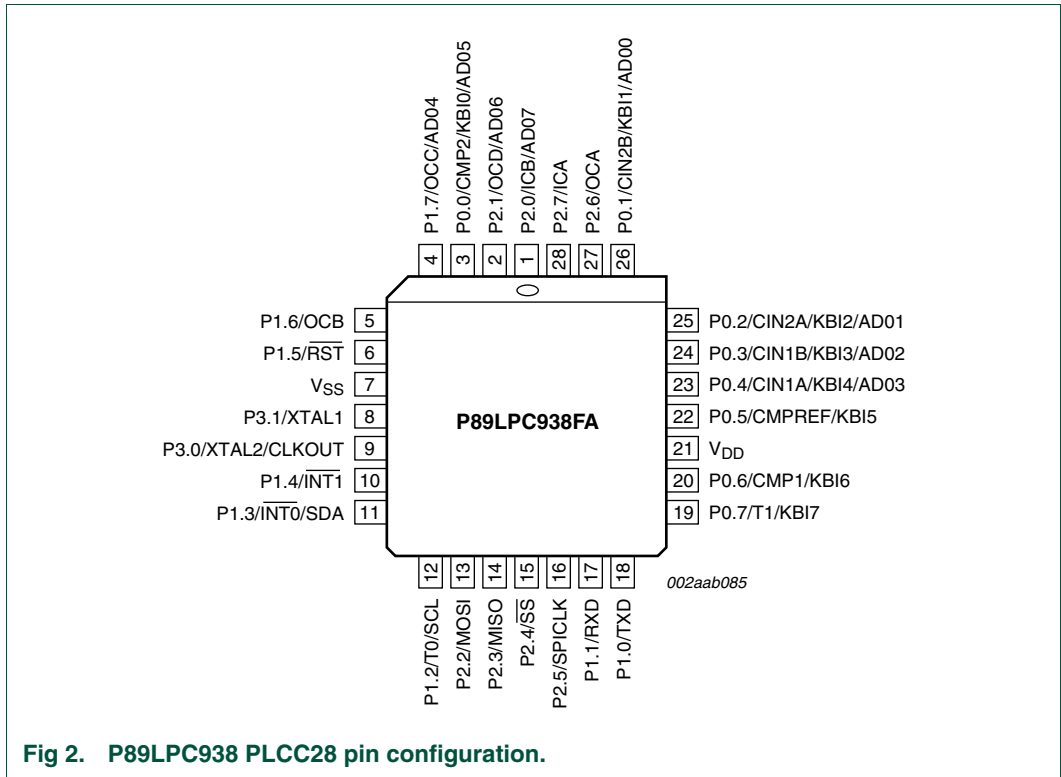 P1.7/OCC/AD04
P0.0/CMP2/KBI0/AD05
P2.1/OCD/AD06
P2.0/ICB/AD07
P2.7/ICA
P2.6/OCA
P0.1/CIN2B/KBI1/AD00
4
3
2
1
28
27
26
P1.6/OCB 5
P1.5/RST 6
VSS 7
P3.1/XTAL1 8
P3.0/XTAL2/CLKOUT 9
P1.4/INT1 10
P1.3/INT0/SDA 11
P89LPC938FA
25 P0.2/CIN2A/KBI2/AD01
24 P0.3/CIN1B/KBI3/AD02
23 P0.4/CIN1A/KBI4/AD03
22 P0.5/CMPREF/KBI5
21 VDD
20 P0.6/CMP1/KBI6
19 P0.7/T1/KBI7
12
13
14
15
16
17
18
P1.2/T0/SCL
P2.2/MOSI
P2.3/MISO
P2.4/SS
P2.5/SPICLK
P1.1/RXD
P1.0/TXD
002aab085
Fig 2. P89LPC938 PLCC28 pin configuration.